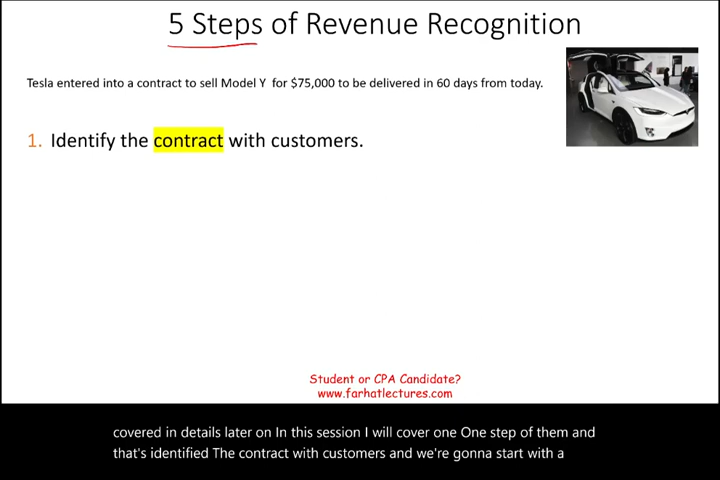 5 Steps of Revenue Recognition
Tesla entered into a contract to sell Model Y for $75,000 to be delivered in 60 days from today.
1. Identify the contract with customers.
Student or CPA Candidate?
www.farhatlectures.com
covered in details later on In this session I will cover one One step of them and
that's identified The contract with customers and we're gonna start with a